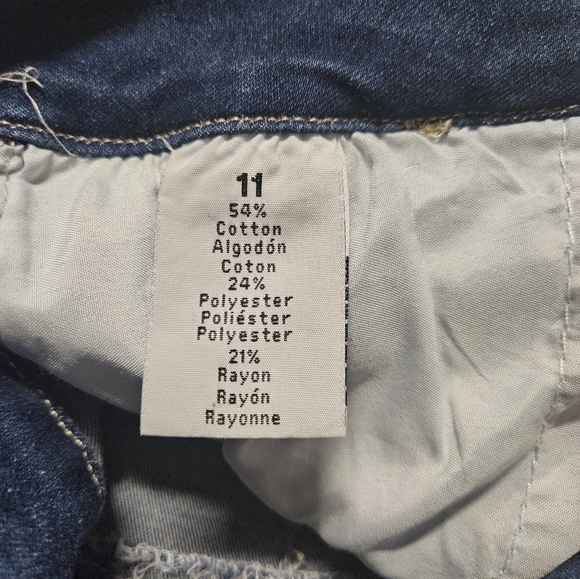 11
54%
Cotton
Algodón
Coton
24%
Polyester
Poliéster
Polyester
21%
Rayon
Rayón
Rayonne